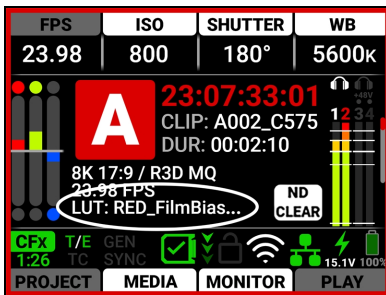 FPS ISO SHUTTER WB
23.98 800 180° 5600K
A
23:07:33:01
CLIP: A002_C575
DUR: 00:02:10
+48V
1 2 3 4
8K 17:9 / R3D MQ
23.98 FPS
LUT: RED_FilmBias...
ND
CLEAR
CFx T/E GEN
1:26 TC SYNC 15.1V 100%
PROJECT MEDIA MONITOR PLAY